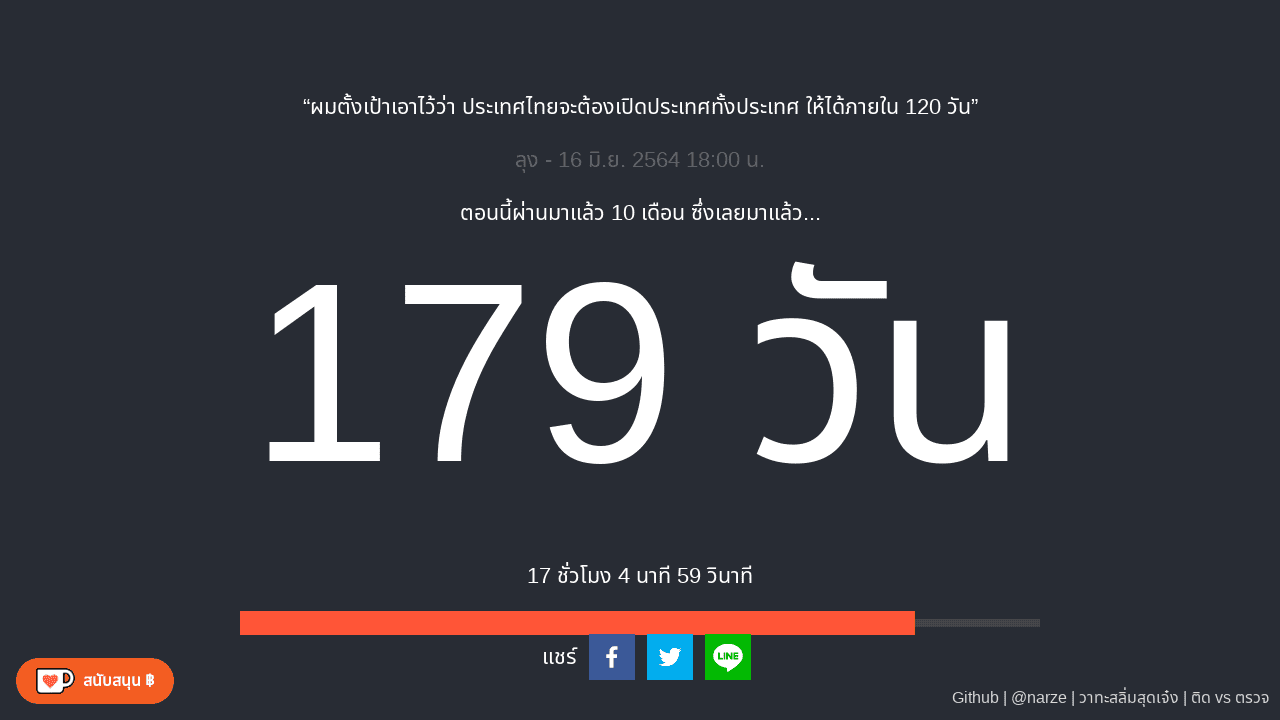 “ผมตั้งเป้าเอาไว้ว่า ประเทศไทยจะต้องเปิดประเทศทั้งประเทศ ให้ได้ภายใน 120 วัน”
ลุง - 16 มิ.ย. 2564 18:00 น.
ตอนนี้ผ่านมาแล้ว 10 เดือน ซึ่งเลยมาแล้ว...
179 วัน
17 ชั่วโมง 4 นาที 59 วินาที
แชร์
LINE
สนับสนุน ฿
Github | @narze | วาทะสลิ่มสุดเจ๋ง | ติด vs ตรวจ